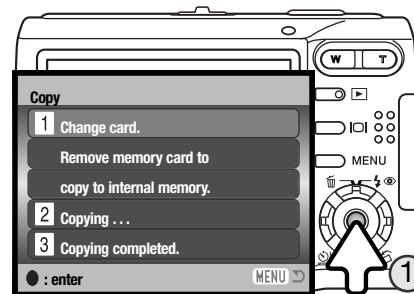 W T
Copy
1 Change card.
Remove memory card to
copy to internal memory.
2 Copying . . .
3 Copying completed.
: enter
MENU
MENU
1